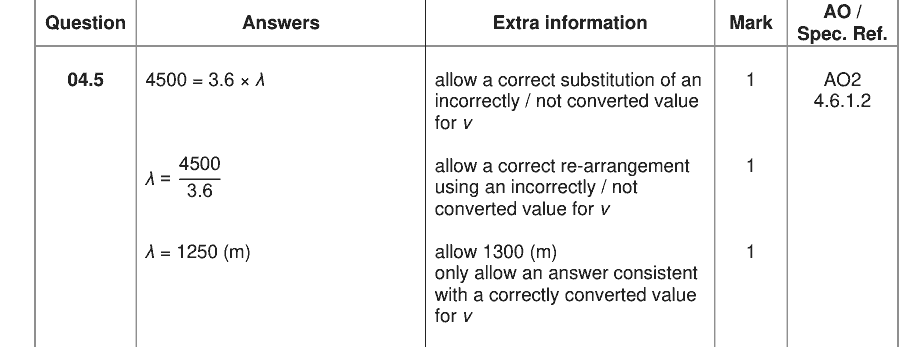 Question Answers Extra information Mark AO / Spec. Ref.
04.5 4500 = 3.6 × λ allow a correct substitution of an incorrectly / not converted value for v 1 AO2 4.6.1.2
λ = 4500 / 3.6 allow a correct re-arrangement using an incorrectly / not converted value for v 1
λ = 1250 (m) allow 1300 (m) only allow an answer consistent with a correctly converted value for v 1